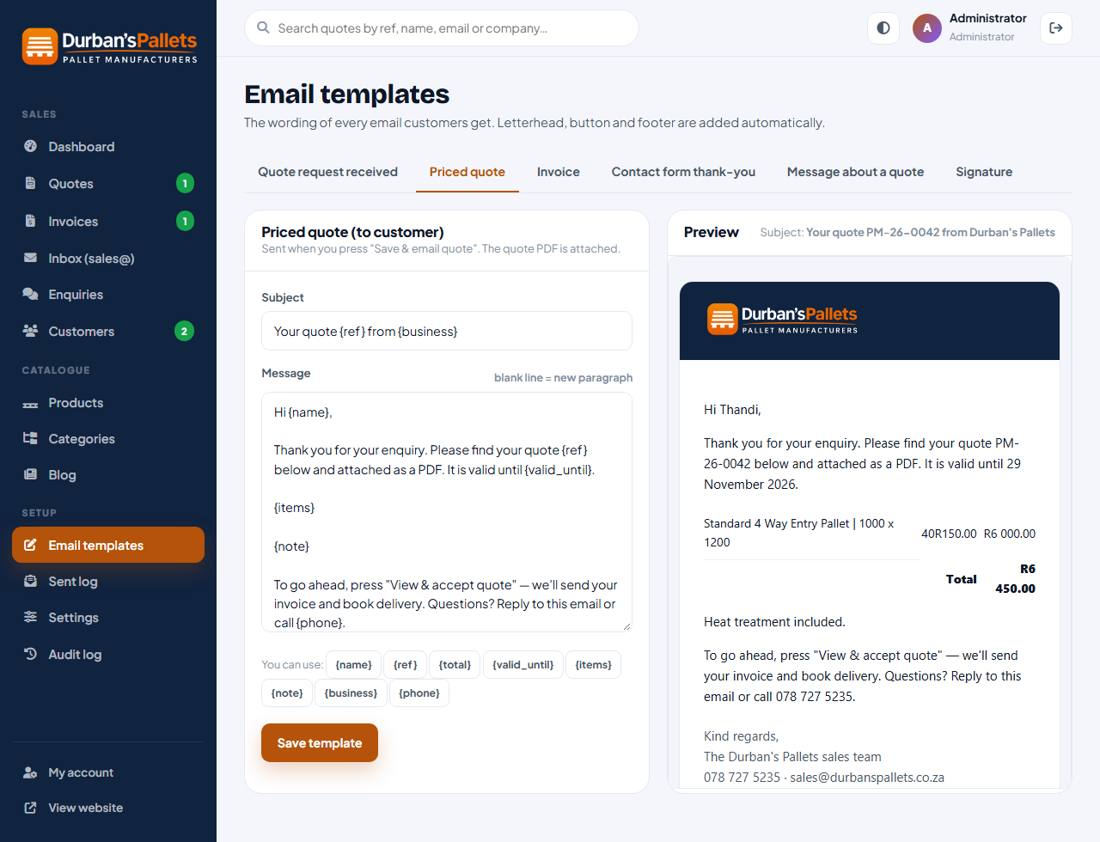 Durban'sPallets
PALLET MANUFACTURERS
SALES
Dashboard
Quotes 1
Invoices 1
Inbox (sales@)
Enquiries
Customers 2
CATALOGUE
Products
Categories
Blog
SETUP
Email templates
Sent log
Settings
Audit log
My account
View website
Search quotes by ref, name, email or company...
A
Administrator
Administrator
Email templates
The wording of every email customers get. Letterhead, button and footer are added automatically.
Quote request received Priced quote Invoice Contact form thank-you Message about a quote Signature
Priced quote (to customer)
Sent when you press "Save & email quote". The quote PDF is attached.
Subject
Your quote {ref} from {business}
Message blank line = new paragraph
Hi {name},
Thank you for your enquiry. Please find your quote {ref}
below and attached as a PDF. It is valid until {valid_until}.
{items}
{note}
To go ahead, press "View & accept quote" — we'll send your
invoice and book delivery. Questions? Reply to this email or
call {phone}.
You can use: {name} {ref} {total} {valid_until} {items}
{note} {business} {phone}
Save template
Preview Subject: Your quote PM-26-0042 from Durban's Pallets
Durban'sPallets
PALLET MANUFACTURERS
Hi Thandi,
Thank you for your enquiry. Please find your quote PM-
26-0042 below and attached as a PDF. It is valid until 29
November 2026.
Standard 4 Way Entry Pallet | 1000 x
1200
40R150.00 R6 000.00
Total R6
450.00
Heat treatment included.
To go ahead, press "View & accept quote" — we'll send
your invoice and book delivery. Questions? Reply to this
email or call 078 727 5235.
Kind regards,
The Durban's Pallets sales team
078 727 5235 · sales@durbanspallets.co.za